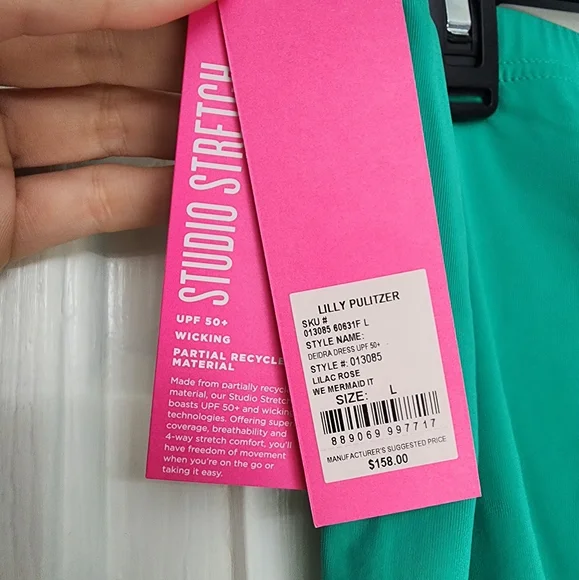 STUDIO STRETCH
UPF 50+
WICKING
PARTIAL RECYCLE
MATERIAL
Made from partially recyc
material, our Studio Stret
boasts UPF 50+ and wickin
technologies. Offering supe
coverage, breathability and
4-way stretch comfort, you'll
have freedom of movement
when you're on the go or
taking it easy.
LILLY PULITZER
SKU #
013085 60631F L
STYLE NAME:
DEIDRA DRESS UPF 50+
STYLE #: 013085
LILAC ROSE
WE MERMAID IT
SIZE: L
889069 997717
MANUFACTURER'S SUGGESTED PRICE
$158.00